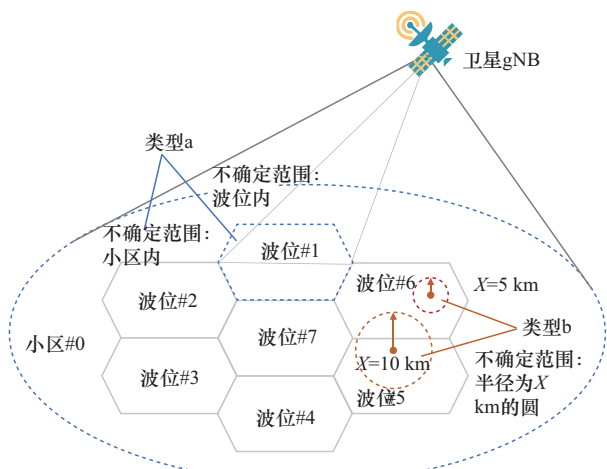 卫星gNB
类型a
不确定范围：
波位内
不确定范围：
小区内
波位#1
波位#6
X=5 km
波位#2
类型b
小区#0
波位#7
X=10 km
不确定范围：
半径为X
km的圆
波位#3
波位#5
波位#4